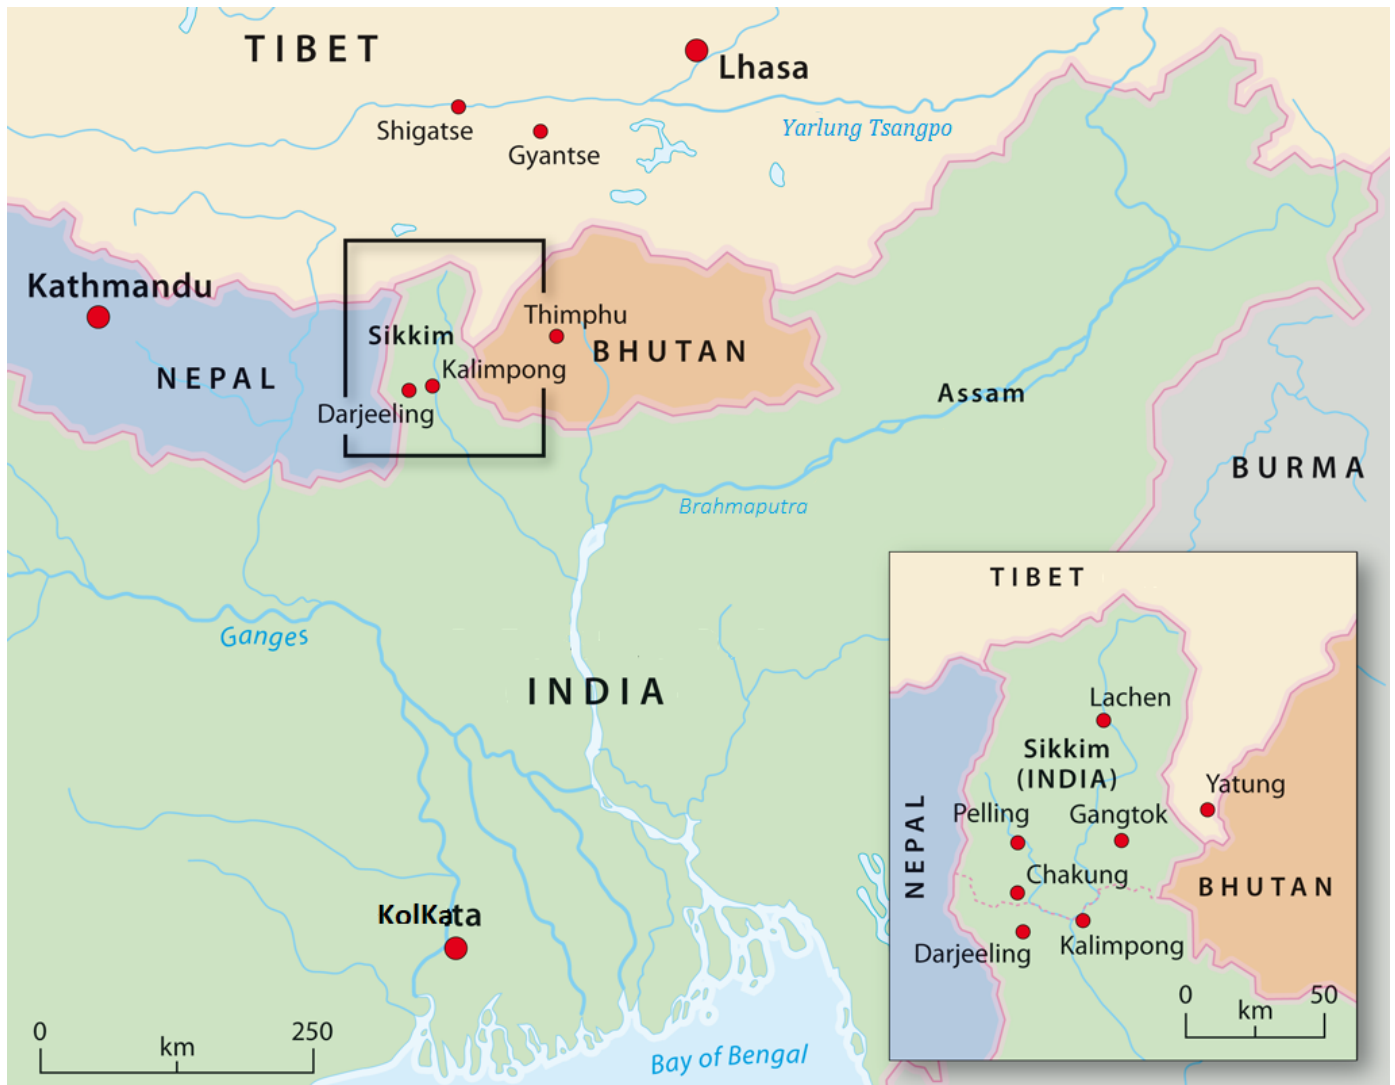 TIBET
Lhasa
Shigatse
Gyantse
Yarlung Tsangpo
Kathmandu
NEPAL
Sikkim
Kalimpong
Darjeeling
Thimphu
BHUTAN
Assam
BURMA
Brahmaputra
Ganges
INDIA
KolKata
Bay of Bengal
0
250
km
TIBET
Lachen
Sikkim
(INDIA)
Yatung
Pelling
Gangtok
NEPAL
Chakung
BHUTAN
Darjeeling
Kalimpong
0
50
km